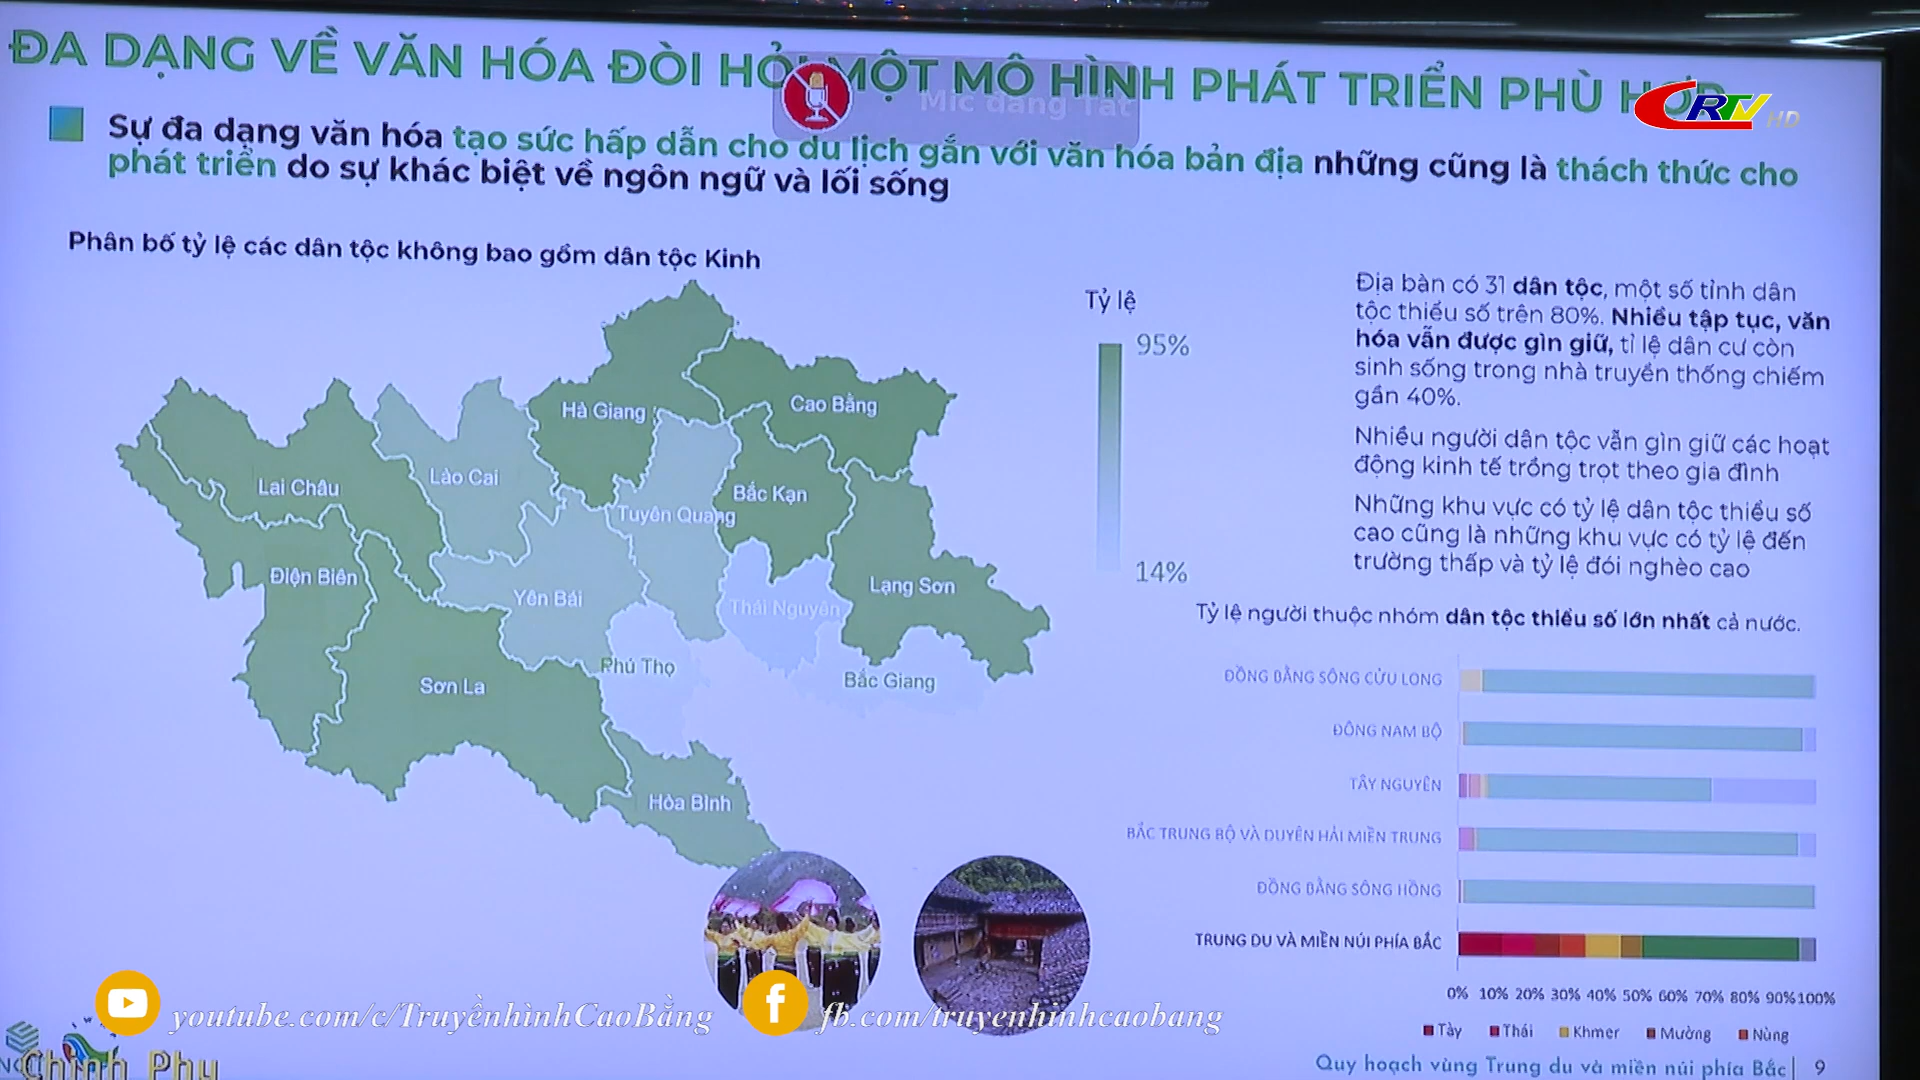 ĐA DẠNG VỀ VĂN HÓA ĐÒI HỎI MỘT MÔ HÌNH PHÁT TRIỂN PHÙ HỢP
Mic đang Tắt
CRTV HD
Sự đa dạng văn hóa tạo sức hấp dẫn cho du lịch gắn với văn hóa bản địa những cũng là thách thức cho
phát triển do sự khác biệt về ngôn ngữ và lối sống
Phân bố tỷ lệ các dân tộc không bao gồm dân tộc Kinh
Tỷ lệ
95%
14%
Hà Giang
Cao Bằng
Lào Cai
Lai Châu
Bắc Kạn
Tuyên Quang
Điện Biên
Yên Bái
Lạng Sơn
Thái Nguyên
Phú Thọ
Bắc Giang
Sơn La
Hòa Bình
Địa bàn có 31 dân tộc, một số tỉnh dân
tộc thiểu số trên 80%. Nhiều tập tục, văn
hóa vẫn được gìn giữ, tỉ lệ dân cư còn
sinh sống trong nhà truyền thống chiếm
gần 40%.
Nhiều người dân tộc vẫn gìn giữ các hoạt
động kinh tế trồng trọt theo gia đình
Những khu vực có tỷ lệ dân tộc thiểu số
cao cũng là những khu vực có tỷ lệ đến
trường thấp và tỷ lệ đói nghèo cao
Tỷ lệ người thuộc nhóm dân tộc thiểu số lớn nhất cả nước.
ĐỒNG BẰNG SÔNG CỬU LONG
ĐÔNG NAM BỘ
TÂY NGUYÊN
BẮC TRUNG BỘ VÀ DUYÊN HẢI MIỀN TRUNG
ĐỒNG BẰNG SÔNG HỒNG
TRUNG DU VÀ MIỀN NÚI PHÍA BẮC
0% 10% 20% 30% 40% 50% 60% 70% 80% 90% 100%
Tày Thái Khmer Mường Nùng
youtube.com/c/TruyềnhìnhCaoBằng
fb.com/truyenhinhcaobang
Chinh Phu
Quy hoạch vùng Trung du và miền núi phía Bắc | 9